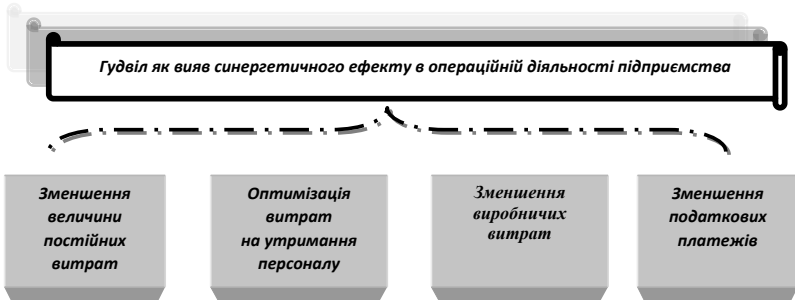 Гудвіл як вияв синергетичного ефекту в операційній діяльності підприємства
Зменшення
величини
постійних
витрат
Оптимізація
витрат
на утримання
персоналу
Зменшення
виробничих
витрат
Зменшення
податкових
платежів